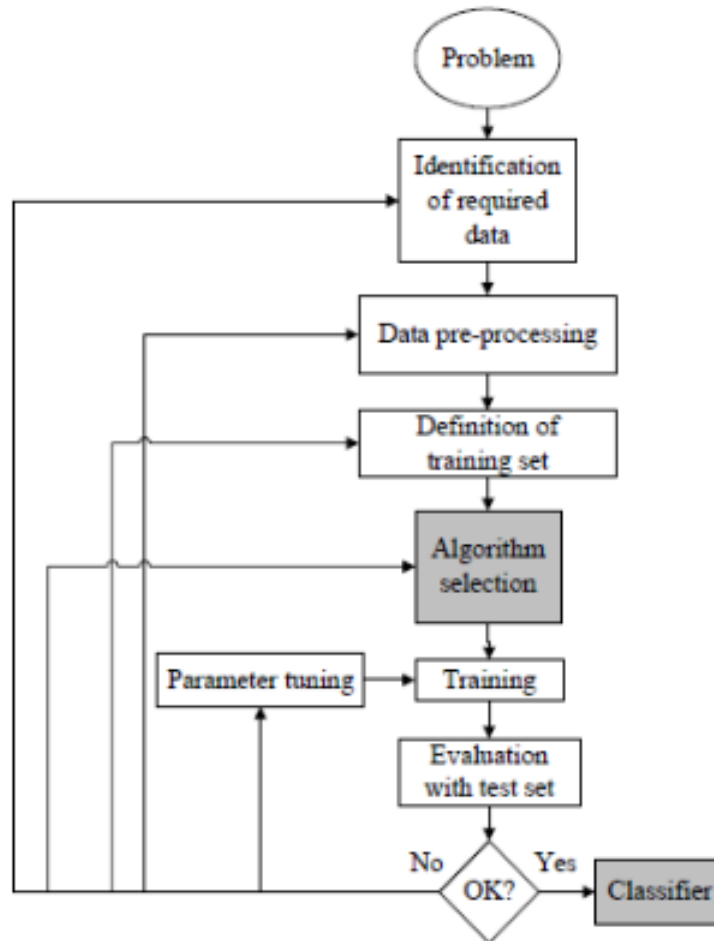 Problem
Identification
of required
data
Data pre-processing
Definition of
training set
Algorithm
selection
Parameter tuning
Training
Evaluation
with test set
No
Yes
OK?
Classifier